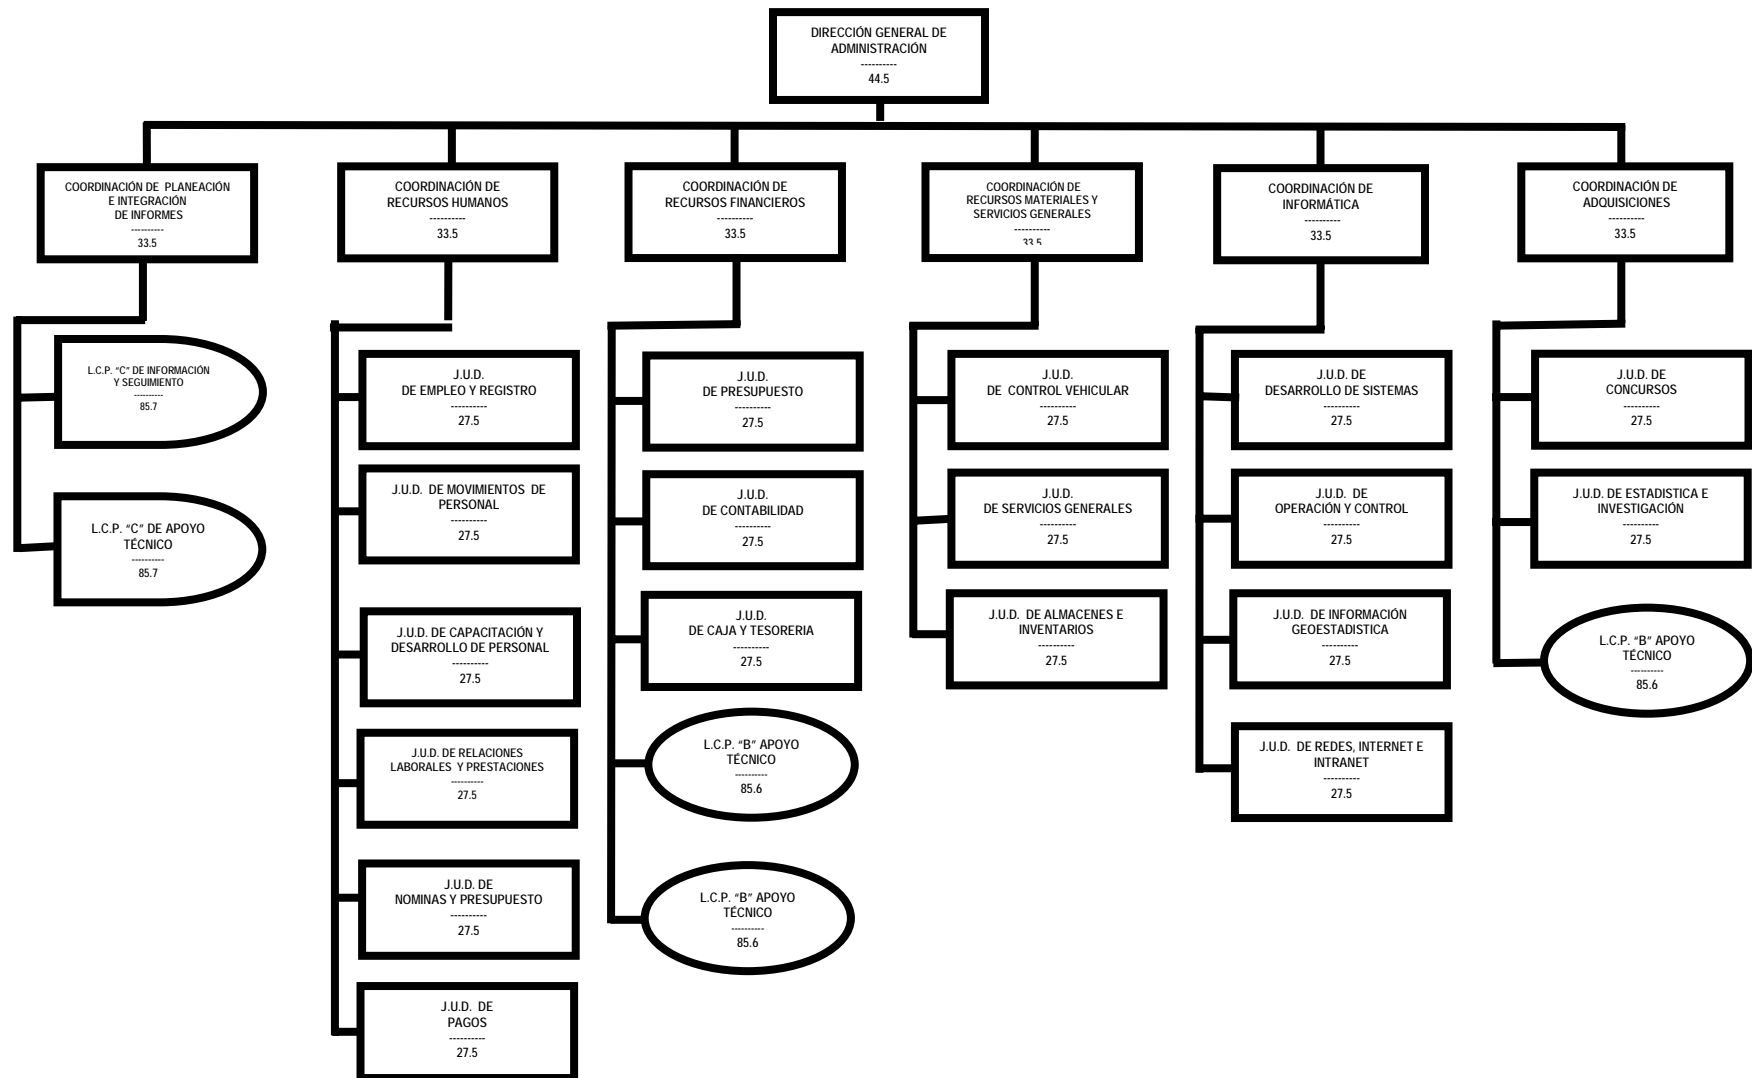 DIRECCIÓN GENERAL DE
ADMINISTRACIÓN
----------
44.5
COORDINACIÓN DE PLANEACIÓN
E INTEGRACIÓN
DE INFORMES
----------
33.5
COORDINACIÓN DE
RECURSOS HUMANOS
----------
33.5
COORDINACIÓN DE
RECURSOS FINANCIEROS
----------
33.5
COORDINACIÓN DE
RECURSOS MATERIALES Y
SERVICIOS GENERALES
----------
33.5
COORDINACIÓN DE
INFORMÁTICA
----------
33.5
COORDINACIÓN DE
ADQUISICIONES
----------
33.5
L.C.P. “C” DE INFORMACIÓN
Y SEGUIMIENTO
----------
85.7
L.C.P. “C” DE APOYO
TÉCNICO
----------
85.7
J.U.D.
DE EMPLEO Y REGISTRO
----------
27.5
J.U.D. DE MOVIMIENTOS DE
PERSONAL
----------
27.5
J.U.D. DE CAPACITACIÓN Y
DESARROLLO DE PERSONAL
----------
27.5
J.U.D. DE RELACIONES
LABORALES Y PRESTACIONES
----------
27.5
J.U.D. DE
NOMINAS Y PRESUPUESTO
----------
27.5
J.U.D. DE
PAGOS
----------
27.5
J.U.D.
DE PRESUPUESTO
----------
27.5
J.U.D.
DE CONTABILIDAD
----------
27.5
J.U.D.
DE CAJA Y TESORERIA
----------
27.5
L.C.P. “B” APOYO
TÉCNICO
----------
85.6
L.C.P. “B” APOYO
TÉCNICO
----------
85.6
J.U.D.
DE CONTROL VEHICULAR
----------
27.5
J.U.D.
DE SERVICIOS GENERALES
----------
27.5
J.U.D. DE ALMACENES E
INVENTARIOS
----------
27.5
J.U.D. DE
DESARROLLO DE SISTEMAS
----------
27.5
J.U.D. DE
OPERACIÓN Y CONTROL
----------
27.5
J.U.D. DE INFORMACIÓN
GEOESTADISTICA
----------
27.5
J.U.D. DE REDES, INTERNET E
INTRANET
----------
27.5
J.U.D. DE
CONCURSOS
----------
27.5
J.U.D. DE ESTADISTICA E
INVESTIGACIÓN
----------
27.5
L.C.P. “B” APOYO
TÉCNICO
----------
85.6